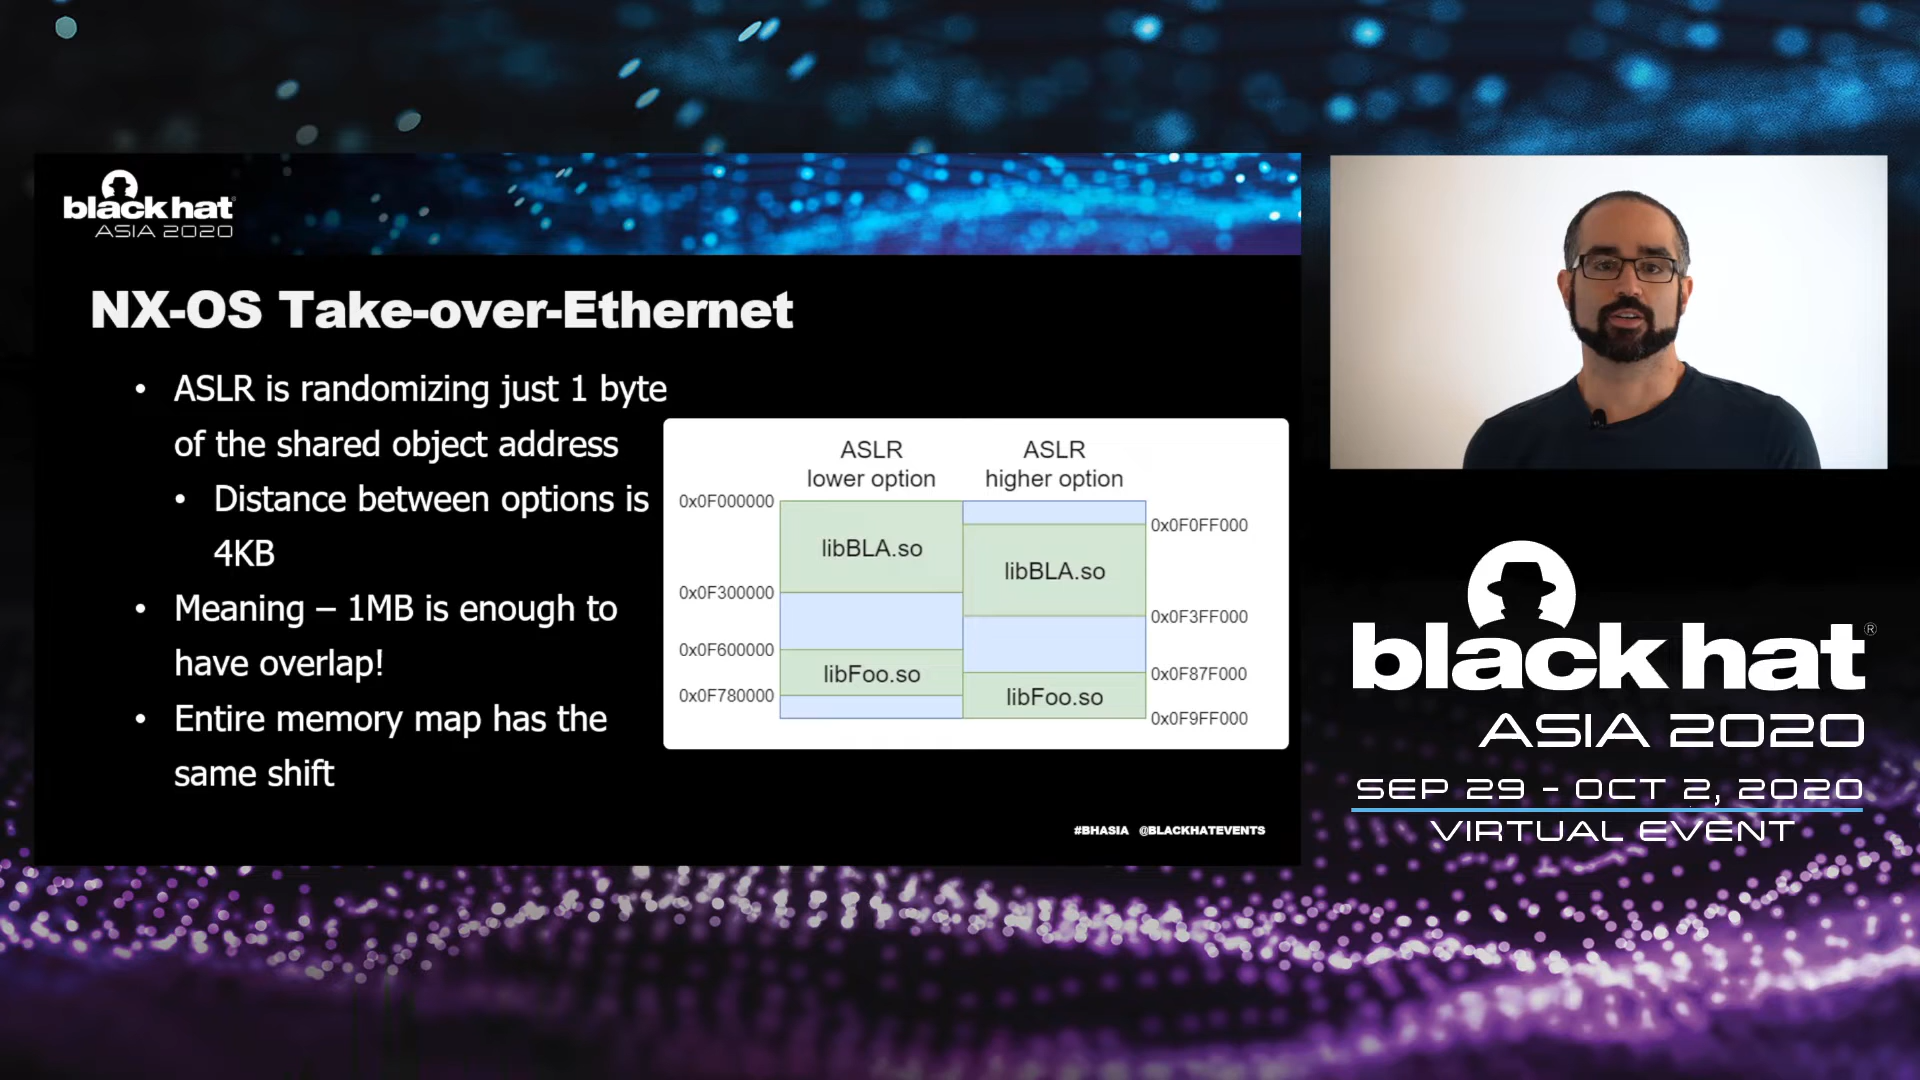 black hat
ASIA 2020
NX-OS Take-over-Ethernet
• ASLR is randomizing just 1 byte
of the shared object address
• Distance between options is
4KB
• Meaning – 1MB is enough to
have overlap!
• Entire memory map has the
same shift
ASLR
lower option
ASLR
higher option
0x0F000000
0x0F0FF000
libBLA.so
libBLA.so
0x0F300000
0x0F3FF000
0x0F600000
0x0F87F000
libFoo.so
libFoo.so
0x0F780000
0x0F9FF000
#BHASIA @BLACKHATEVENTS
black hat®
ASIA 2020
SEP 29 - OCT 2, 2020
VIRTUAL EVENT